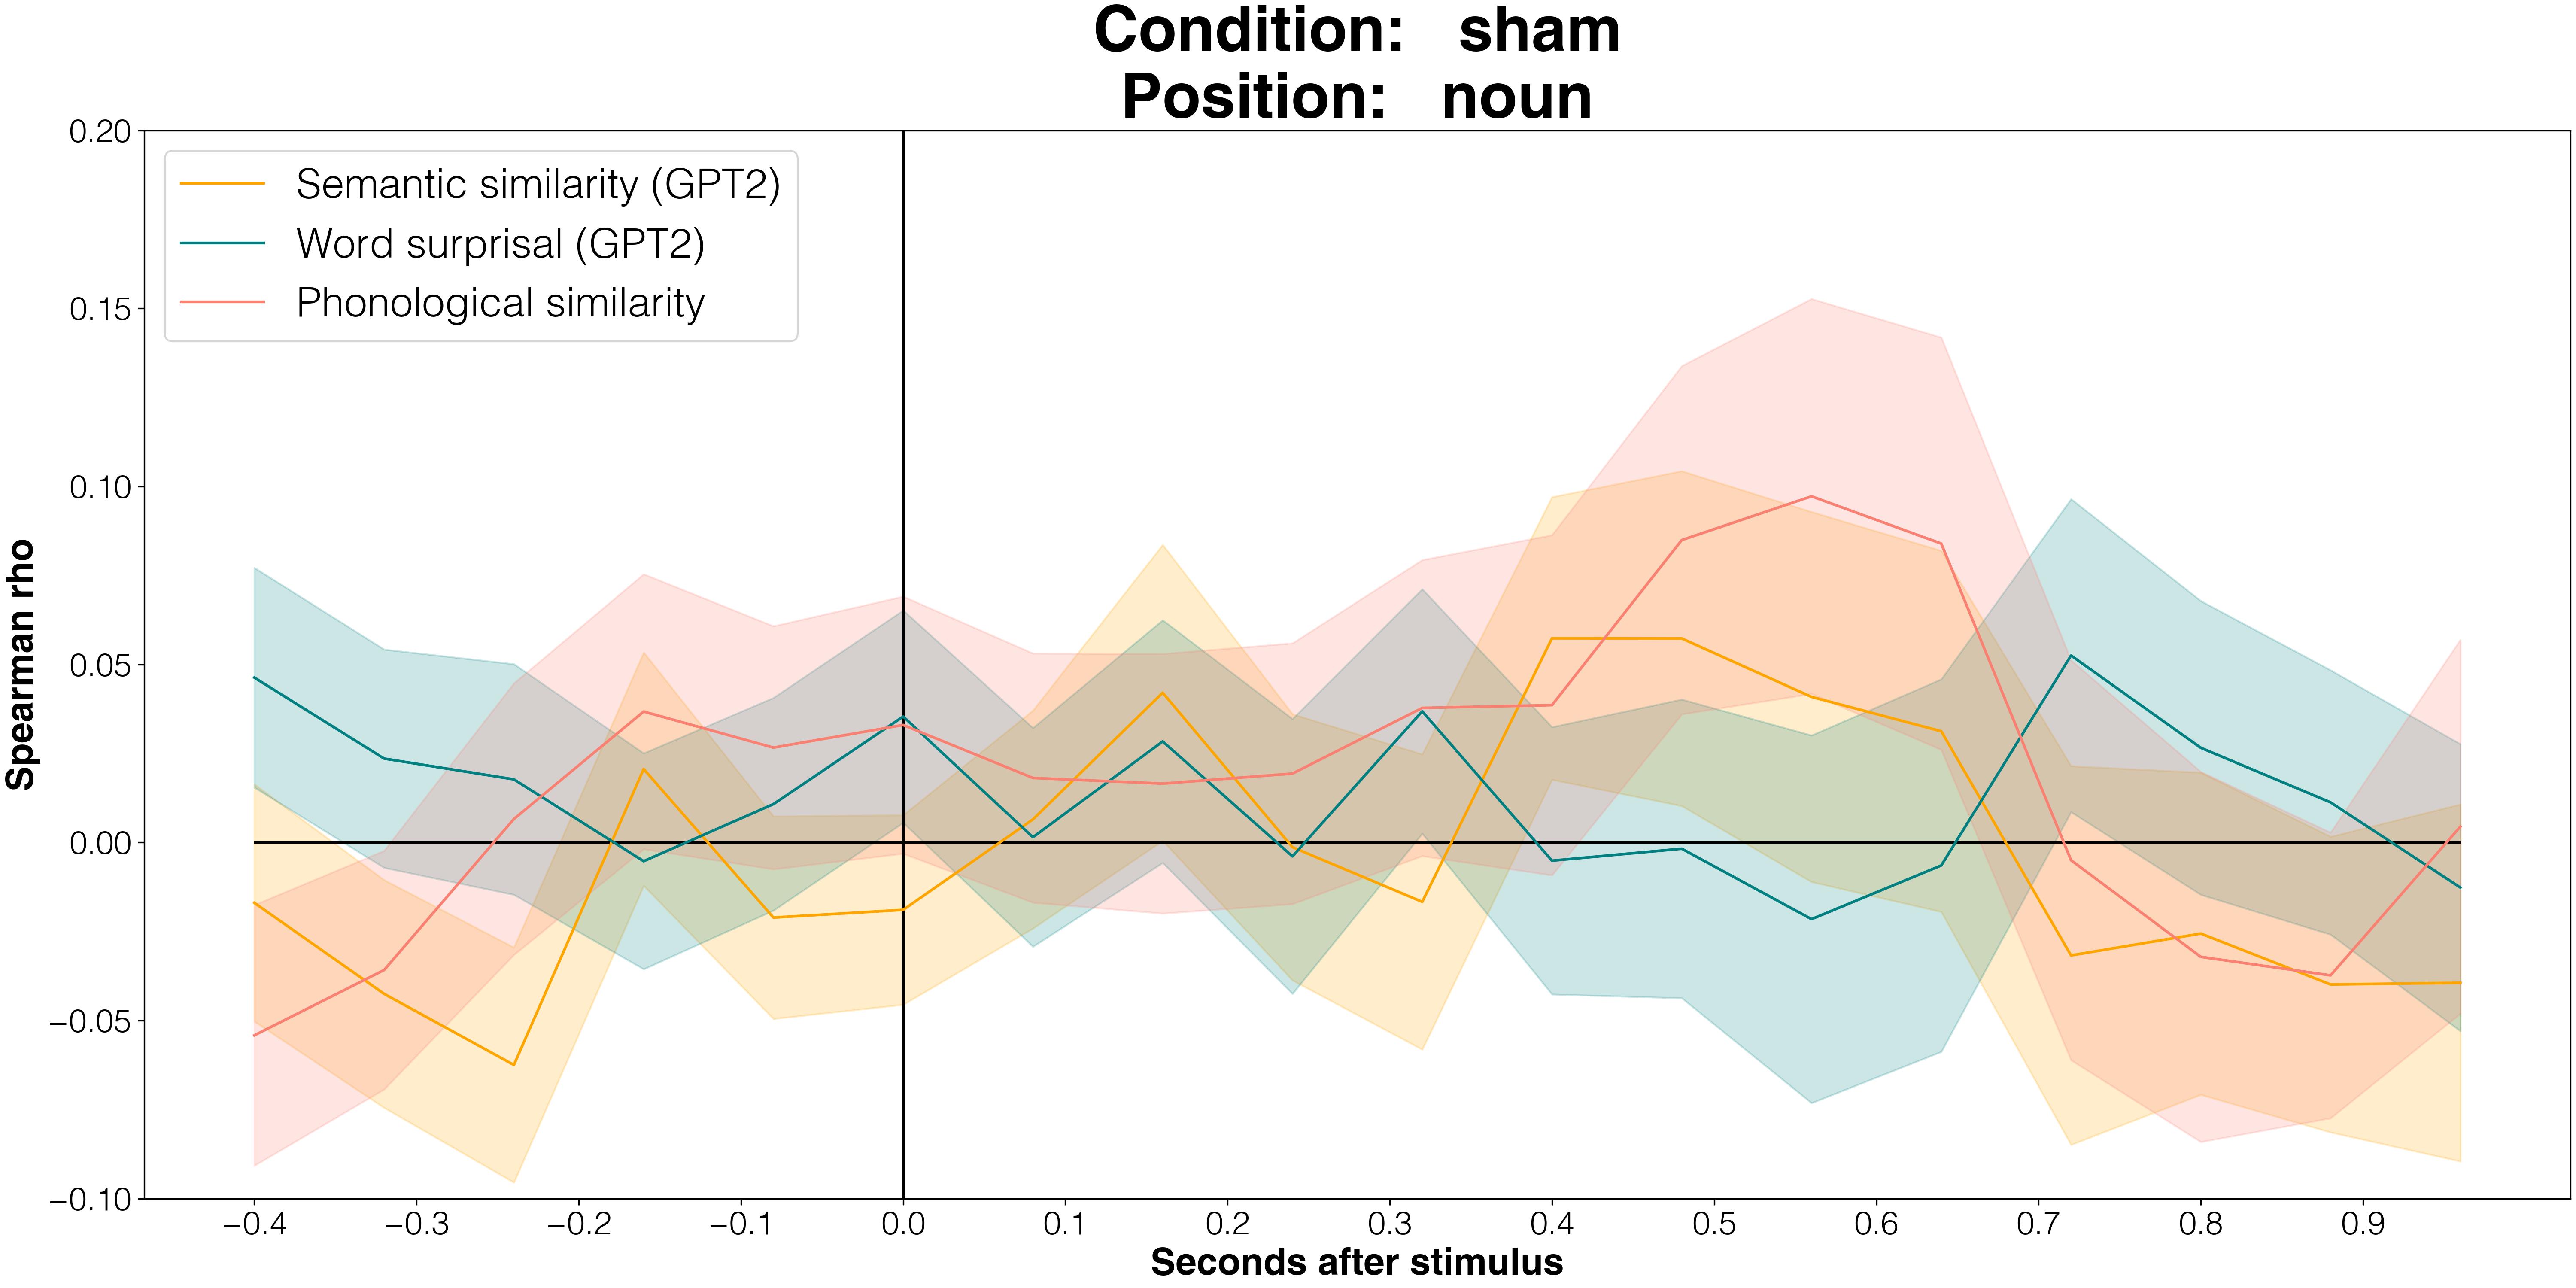 Condition: sham
Position: noun
0.20
0.15
0.10
0.05
0.00
−0.05
−0.10
Spearman rho
Semantic similarity (GPT2)
Word surprisal (GPT2)
Phonological similarity
−0.4 −0.3 −0.2 −0.1 0.0 0.1 0.2 0.3 0.4 0.5 0.6 0.7 0.8 0.9
Seconds after stimulus